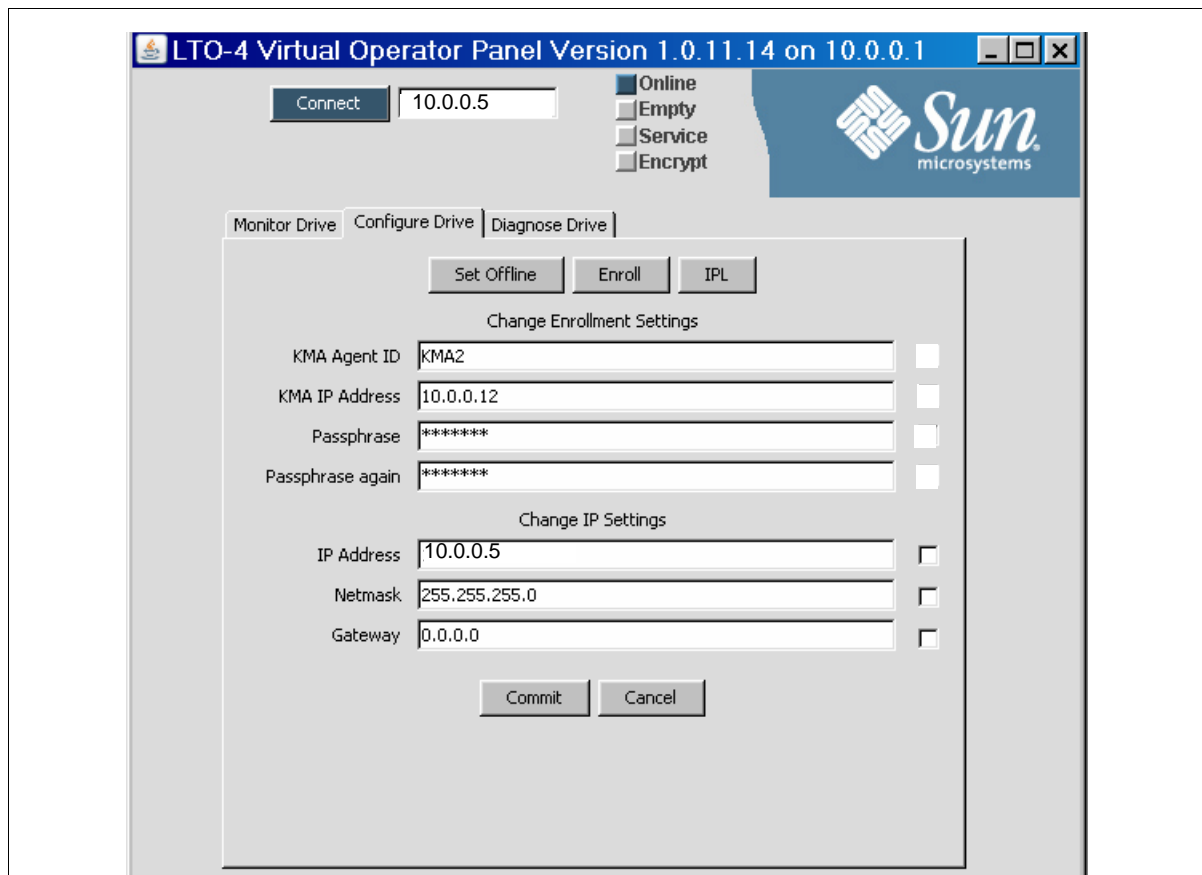 LTO-4 Virtual Operator Panel Version 1.0.11.14 on 10.0.0.1
Connect 10.0.0.5
Online
Empty
Service
Encrypt
Sun
microsystems
Monitor Drive Configure Drive Diagnose Drive
Set Offline Enroll IPL
Change Enrollment Settings
KMA Agent ID KMA2
KMA IP Address 10.0.0.12
Passphrase *******
Passphrase again *******
Change IP Settings
IP Address 10.0.0.5
Netmask 255.255.255.0
Gateway 0.0.0.0
Commit Cancel